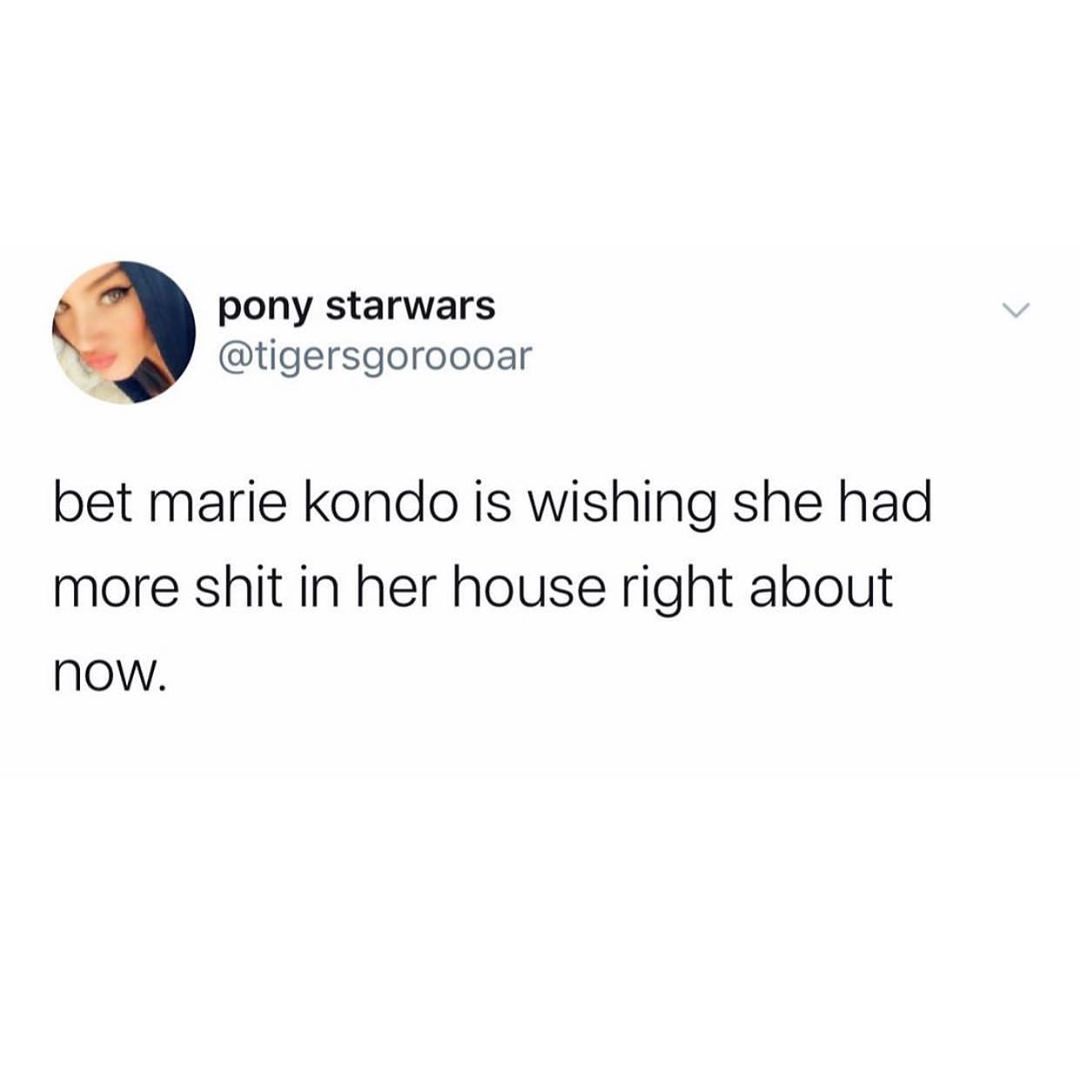 pony starwars
@tigersgoroooar
bet marie kondo is wishing she had
more shit in her house right about
now.